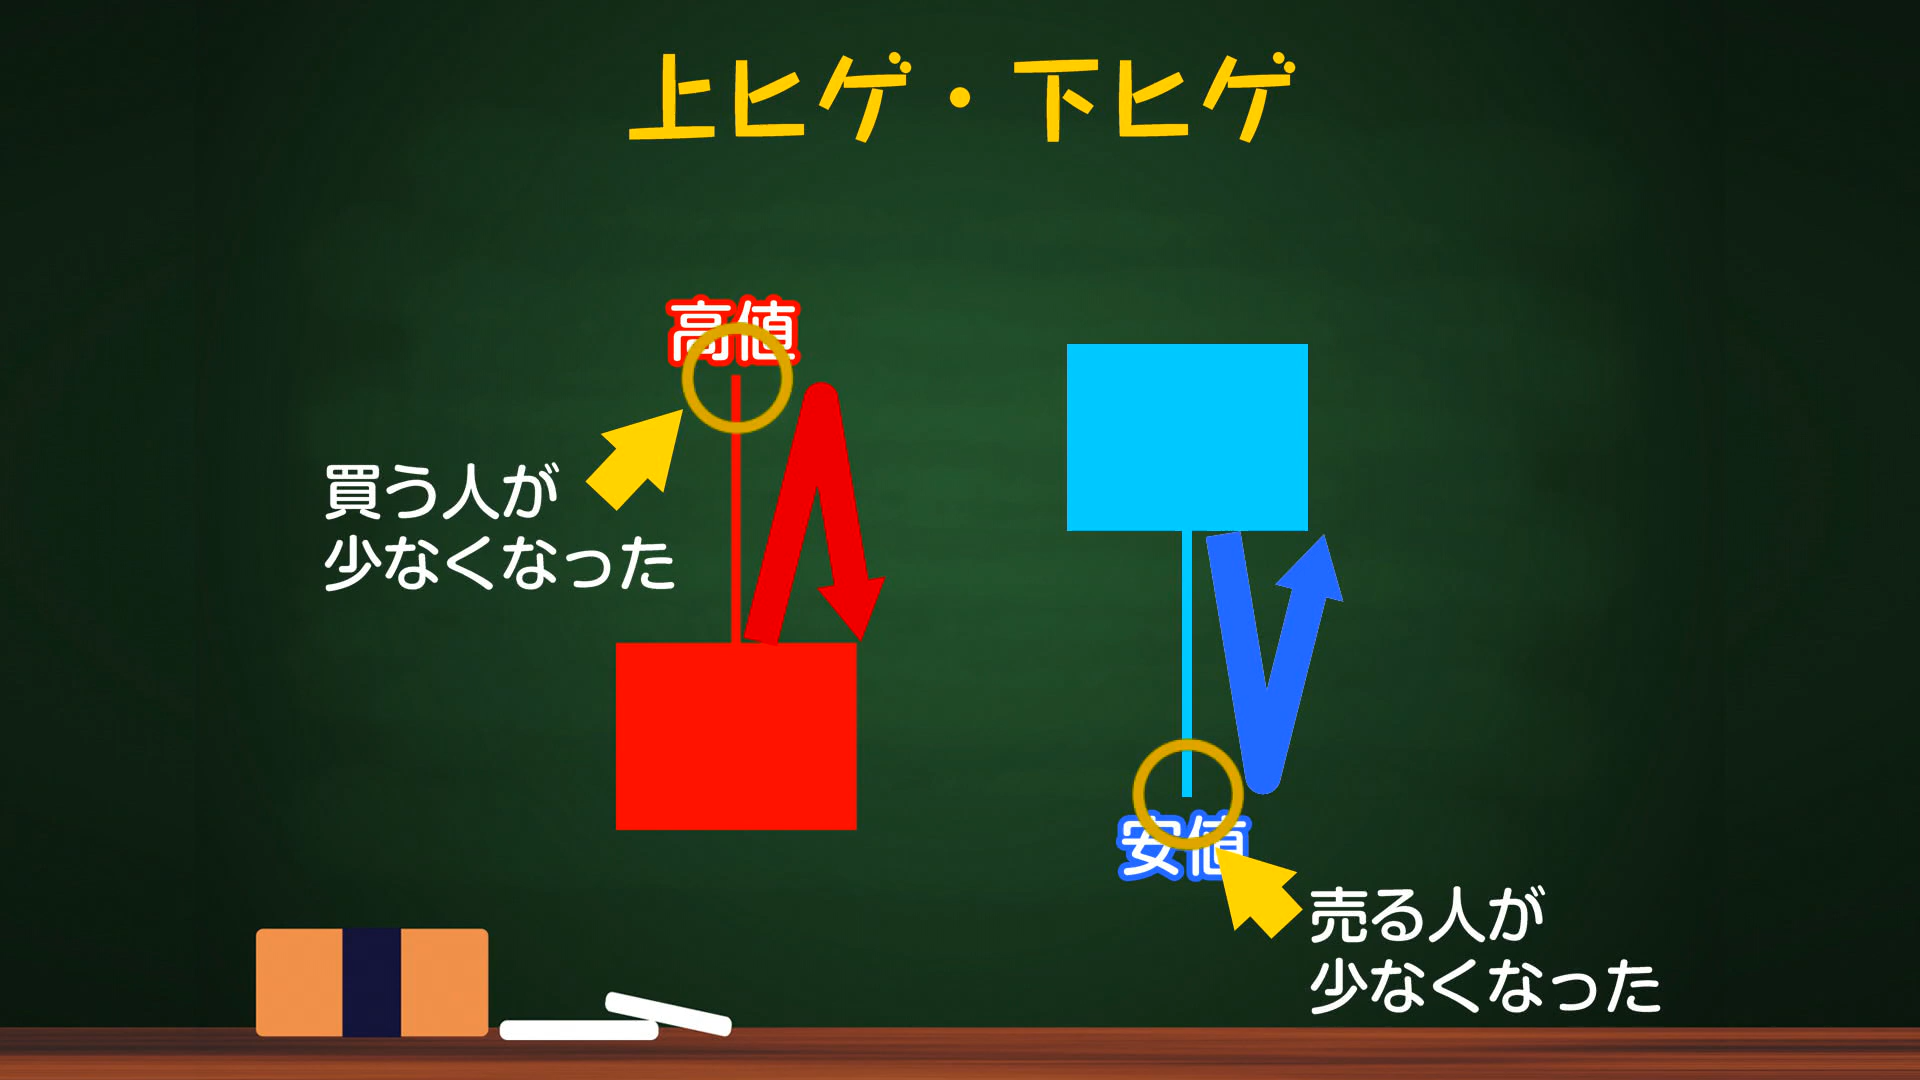 上ヒゲ・下ヒゲ
高値
買う人が
少なくなった
安値
売る人が
少なくなった